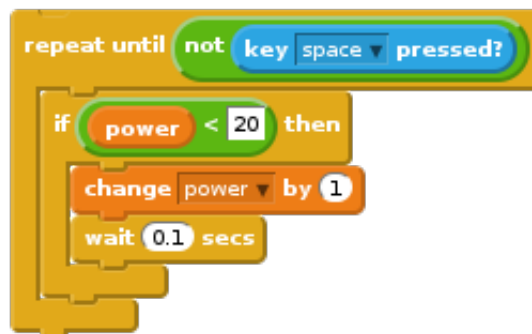 repeat until not key space pressed?
if power < 20 then
change power by 1
wait 0.1 secs